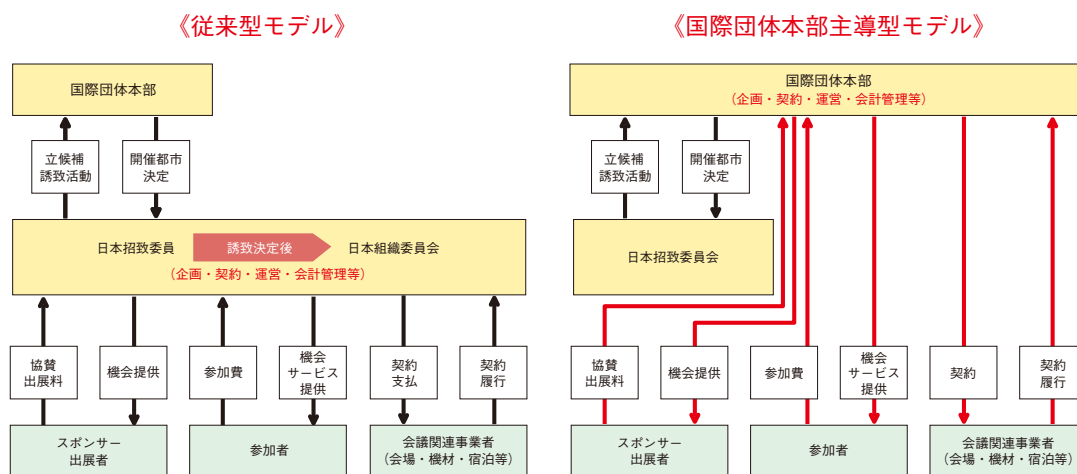 《従来型モデル》
国際団体本部
立候補
誘致活動
開催都市
決定
日本招致委員
誘致決定後
日本組織委員会
（企画・契約・運営・会計管理等）
協賛
出展料
機会提供
参加費
機会
サービス
提供
契約
支払
契約
履行
スポンサー
出展者
参加者
会議関連事業者
（会場・機材・宿泊等）
《国際団体本部主導型モデル》
国際団体本部
（企画・契約・運営・会計管理等）
立候補
誘致活動
開催都市
決定
日本招致委員会
協賛
出展料
機会提供
参加費
機会
サービス
提供
契約
契約
履行
スポンサー
出展者
参加者
会議関連事業者
（会場・機材・宿泊等）